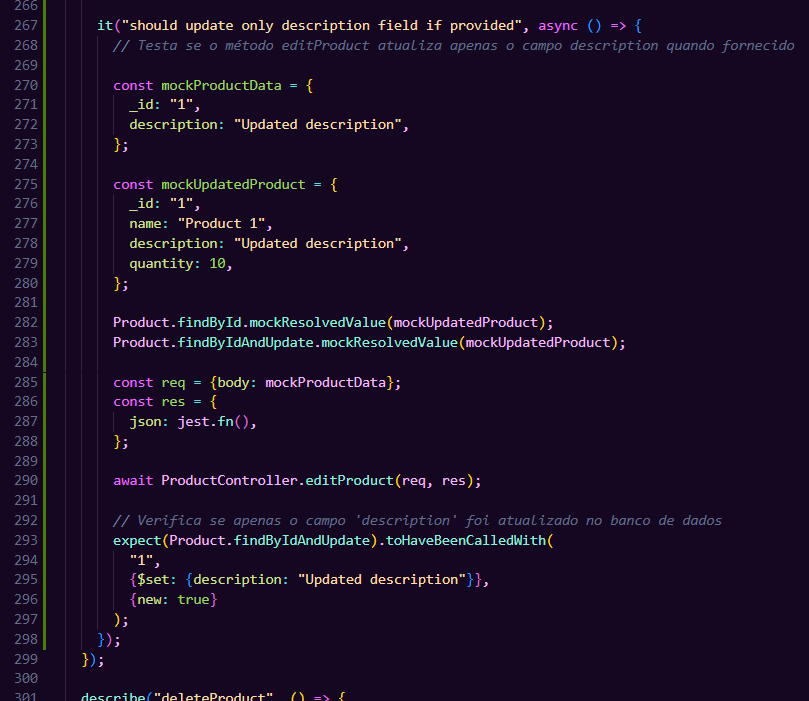 266
267 it("should update only description field if provided", async () => {
268 // Testa se o método editProduct atualiza apenas o campo description quando fornecido
269
270 const mockProductData = {
271 _id: "1",
272 description: "Updated description",
273 };
274
275 const mockUpdatedProduct = {
276 _id: "1",
277 name: "Product 1",
278 description: "Updated description",
279 quantity: 10,
280 };
281
282 Product.findById.mockResolvedValue(mockUpdatedProduct);
283 Product.findByIdAndUpdate.mockResolvedValue(mockUpdatedProduct);
284
285 const req = {body: mockProductData};
286 const res = {
287 json: jest.fn(),
288 };
289
290 await ProductController.editProduct(req, res);
291
292 // Verifica se apenas o campo 'description' foi atualizado no banco de dados
293 expect(Product.findByIdAndUpdate).toHaveBeenCalledWith(
294 "1",
295 {$set: {description: "Updated description"}},
296 {new: true}
297 );
298 });
299 });
300
301 describe("deleteProduct", () => {